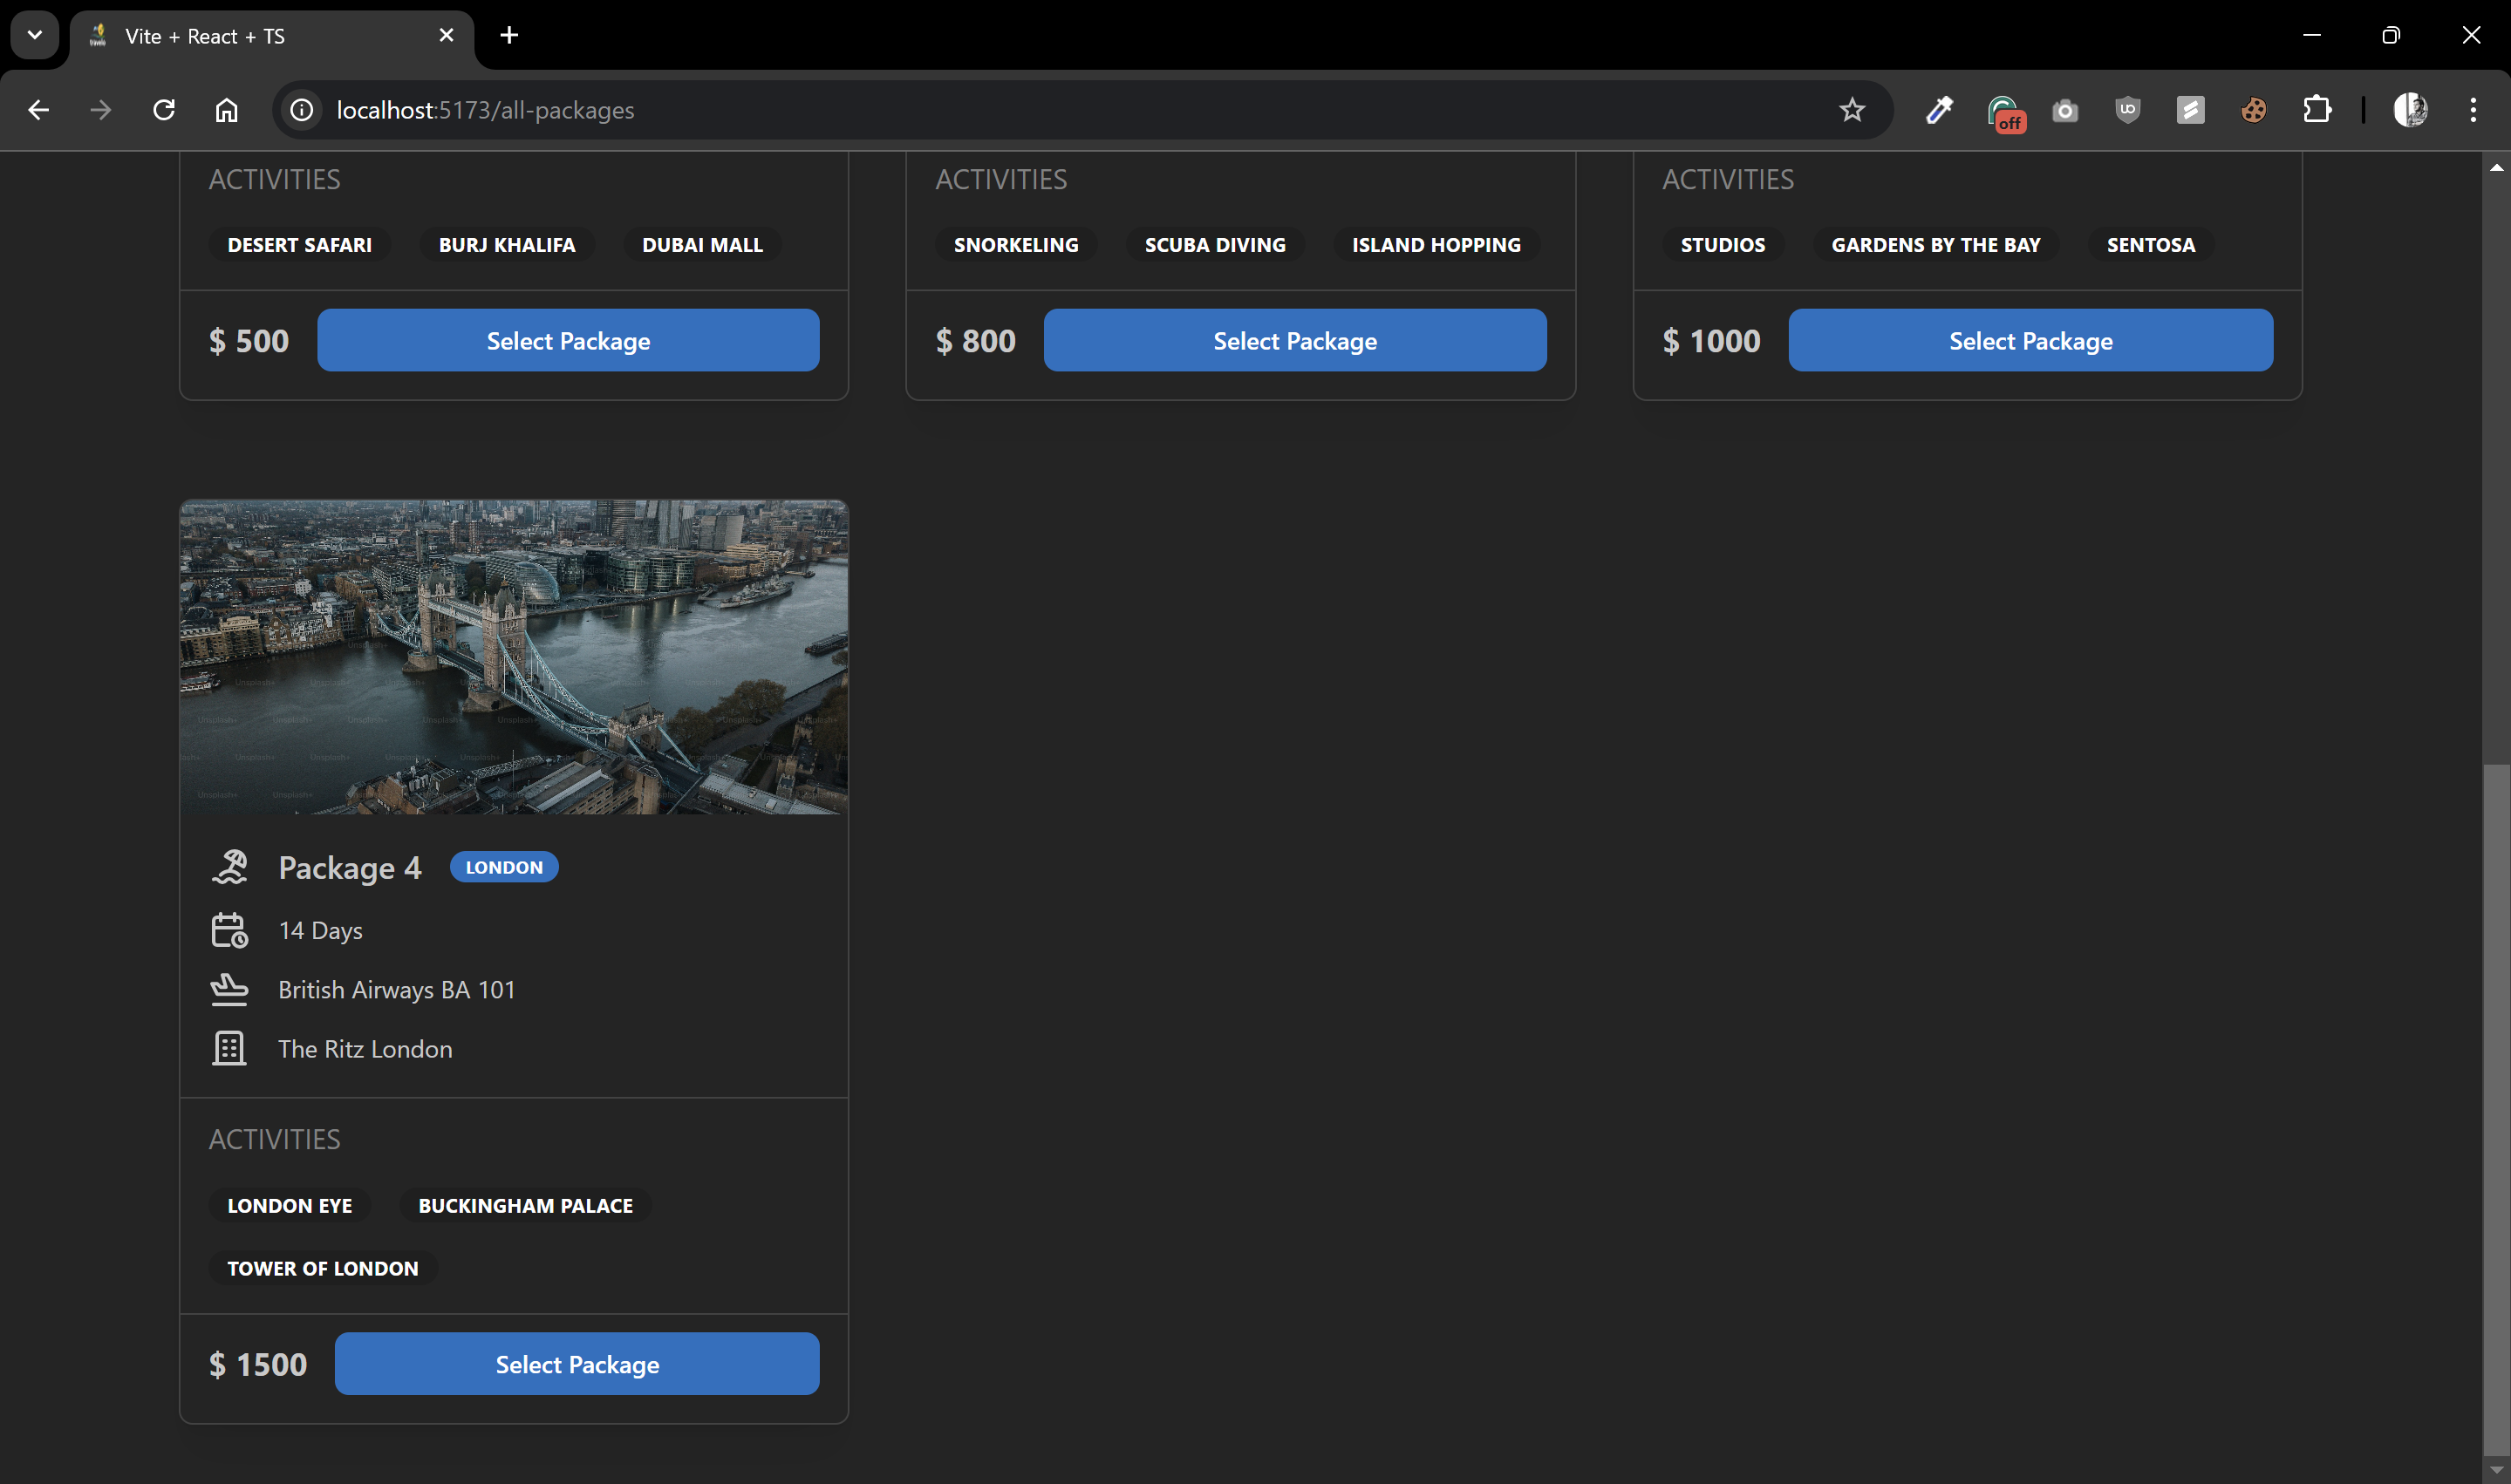 Vite + React + TS
localhost:5173/all-packages
off
ACTIVITIES
DESERT SAFARI BURJ KHALIFA DUBAI MALL
$ 500 Select Package
ACTIVITIES
SNORKELING SCUBA DIVING ISLAND HOPPING
$ 800 Select Package
ACTIVITIES
STUDIOS GARDENS BY THE BAY SENTOSA
$ 1000 Select Package
Package 4 LONDON
14 Days
British Airways BA 101
The Ritz London
ACTIVITIES
LONDON EYE BUCKINGHAM PALACE
TOWER OF LONDON
$ 1500 Select Package